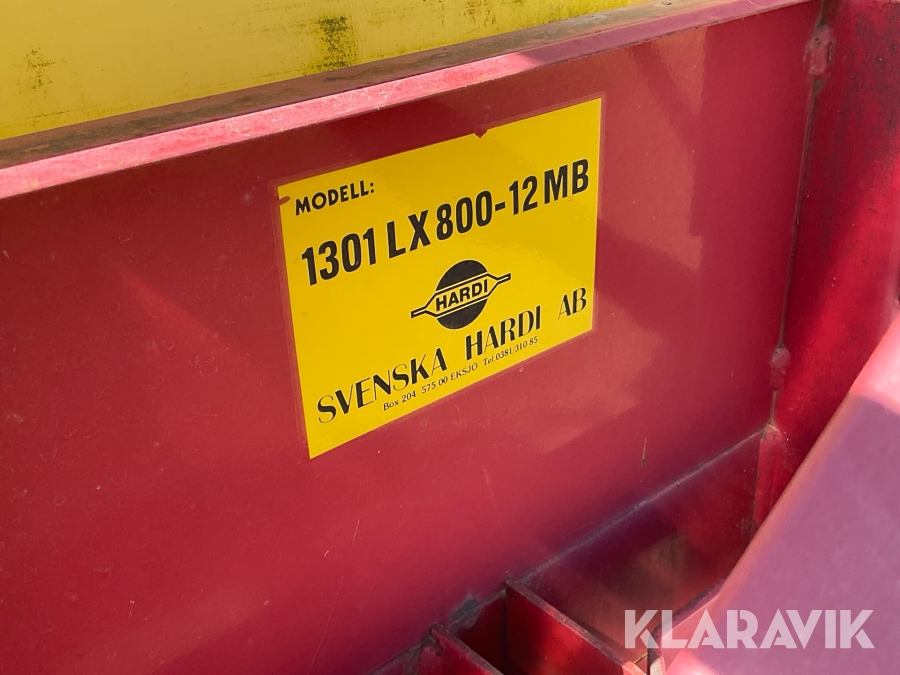 MODELL:
1301 LX 800-12 MB
HARDI
SVENSKA HARDI AB
Box 204 575 00 EKSJÖ Tel.0381/310 85
KLARAVIK